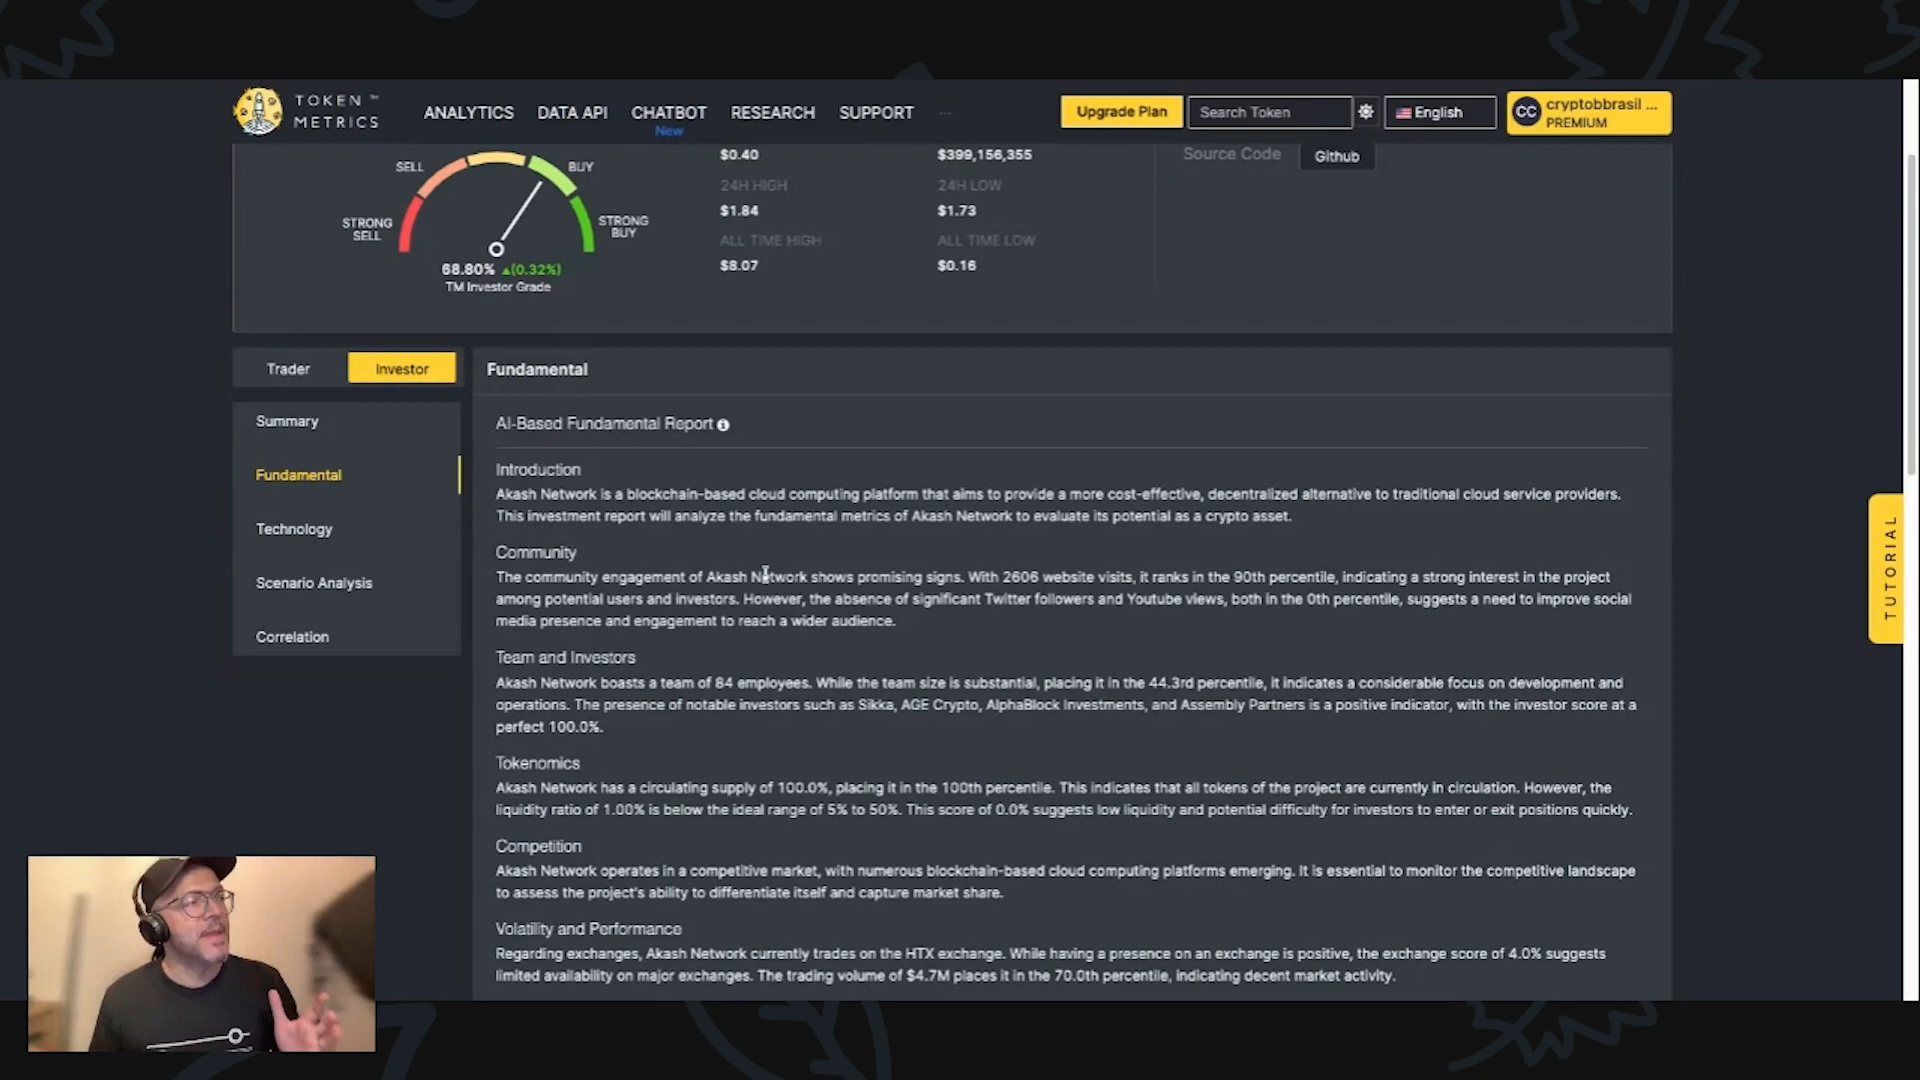 TOKEN ™
METRICS
ANALYTICS
DATA API
CHATBOT
New
RESEARCH
SUPPORT
Upgrade Plan
Search Token
English
CC
cryptobbrasil ...
PREMIUM
STRONG
SELL
SELL
BUY
STRONG
BUY
68.80% ▲(0.32%)
TM Investor Grade
$0.40
$399,156,355
24H HIGH
24H LOW
$1.84
$1.73
ALL TIME HIGH
ALL TIME LOW
$8.07
$0.16
Source Code
Github
Trader
Investor
Summary
Fundamental
Technology
Scenario Analysis
Correlation
Fundamental
AI-Based Fundamental Report
Introduction
Akash Network is a blockchain-based cloud computing platform that aims to provide a more cost-effective, decentralized alternative to traditional cloud service providers.
This investment report will analyze the fundamental metrics of Akash Network to evaluate its potential as a crypto asset.
Community
The community engagement of Akash Network shows promising signs. With 2606 website visits, it ranks in the 90th percentile, indicating a strong interest in the project
among potential users and investors. However, the absence of significant Twitter followers and Youtube views, both in the 0th percentile, suggests a need to improve social
media presence and engagement to reach a wider audience.
Team and Investors
Akash Network boasts a team of 84 employees. While the team size is substantial, placing it in the 44.3rd percentile, it indicates a considerable focus on development and
operations. The presence of notable investors such as Sikka, AGE Crypto, AlphaBlock Investments, and Assembly Partners is a positive indicator, with the investor score at a
perfect 100.0%.
Tokenomics
Akash Network has a circulating supply of 100.0%, placing it in the 100th percentile. This indicates that all tokens of the project are currently in circulation. However, the
liquidity ratio of 1.00% is below the ideal range of 5% to 50%. This score of 0.0% suggests low liquidity and potential difficulty for investors to enter or exit positions quickly.
Competition
Akash Network operates in a competitive market, with numerous blockchain-based cloud computing platforms emerging. It is essential to monitor the competitive landscape
to assess the project's ability to differentiate itself and capture market share.
Volatility and Performance
Regarding exchanges, Akash Network currently trades on the HTX exchange. While having a presence on an exchange is positive, the exchange score of 4.0% suggests
limited availability on major exchanges. The trading volume of $4.7M places it in the 70.0th percentile, indicating decent market activity.
TUTORIAL